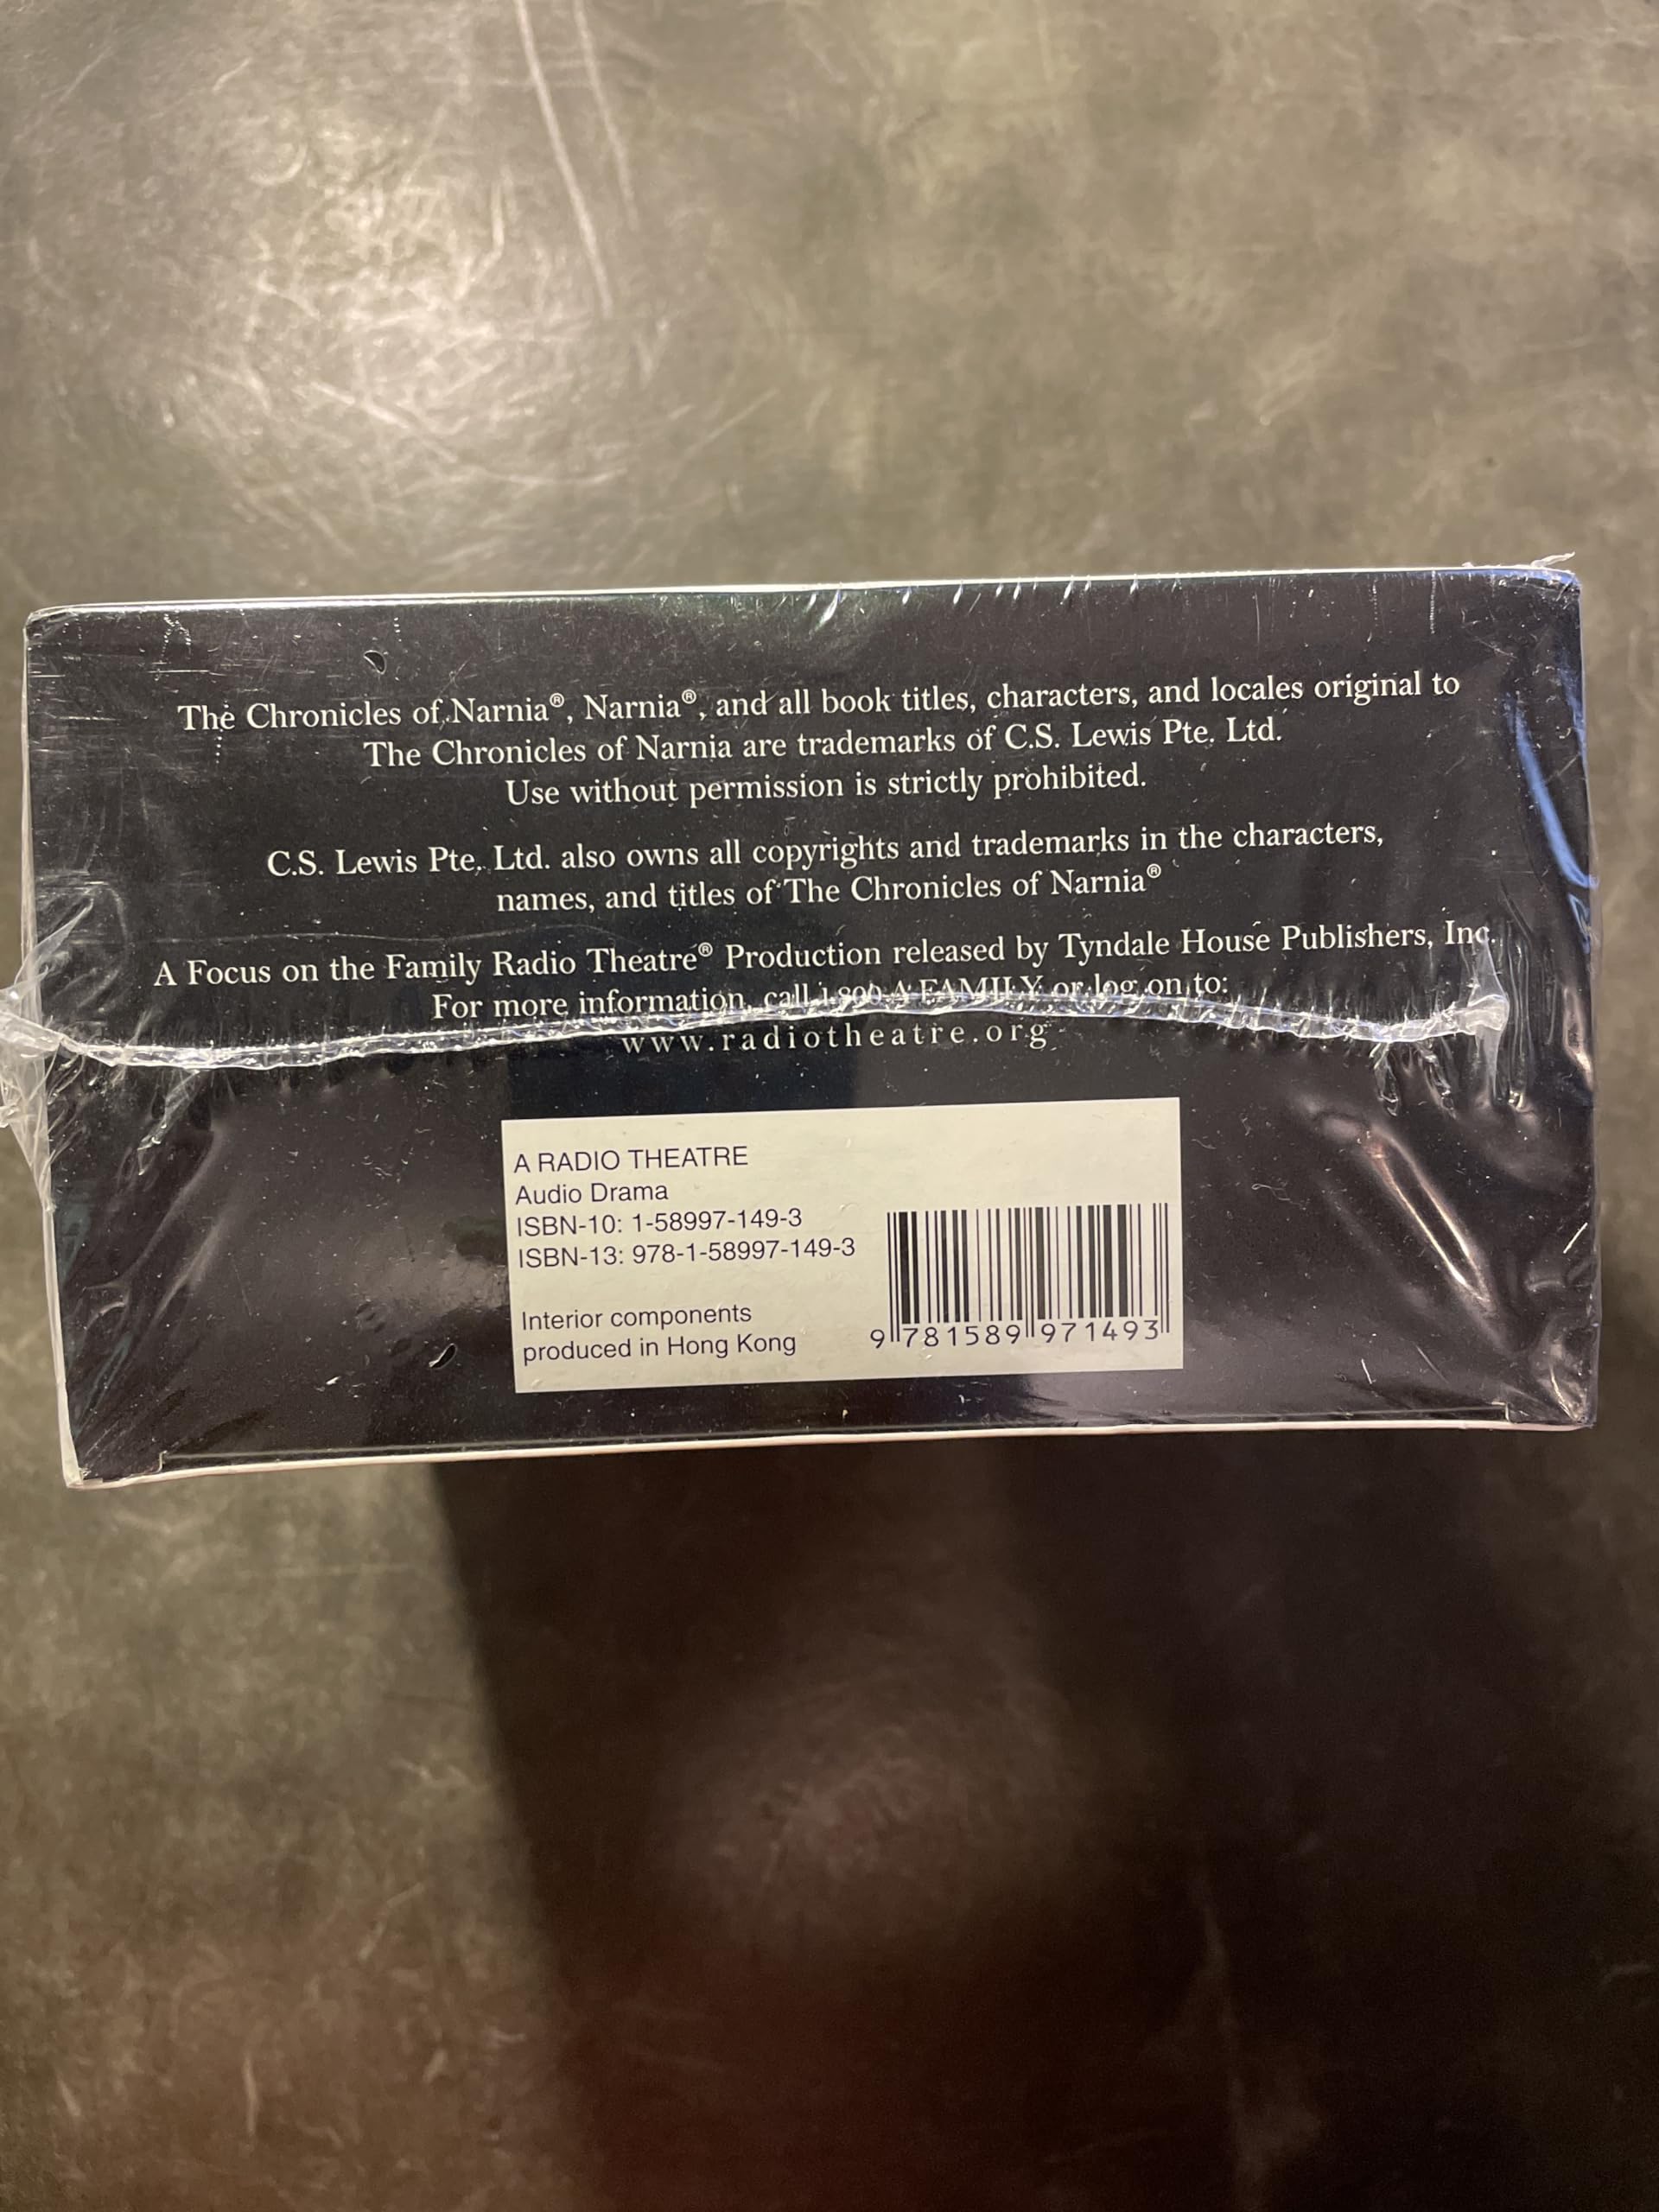 The Chronicles of Narnia®, Narnia®, and all book titles, characters, and locales original to
The Chronicles of Narnia are trademarks of C.S. Lewis Pte. Ltd.
Use without permission is strictly prohibited.
C.S. Lewis Pte. Ltd. also owns all copyrights and trademarks in the characters,
names, and titles of The Chronicles of Narnia®
A Focus on the Family Radio Theatre® Production released by Tyndale House Publishers, Inc.
For more information, call 1-800-A-FAMILY or log on to:
www.radiotheatre.org
A RADIO THEATRE
Audio Drama
ISBN-10: 1-58997-149-3
ISBN-13: 978-1-58997-149-3
Interior components
produced in Hong Kong
9 781589 971493